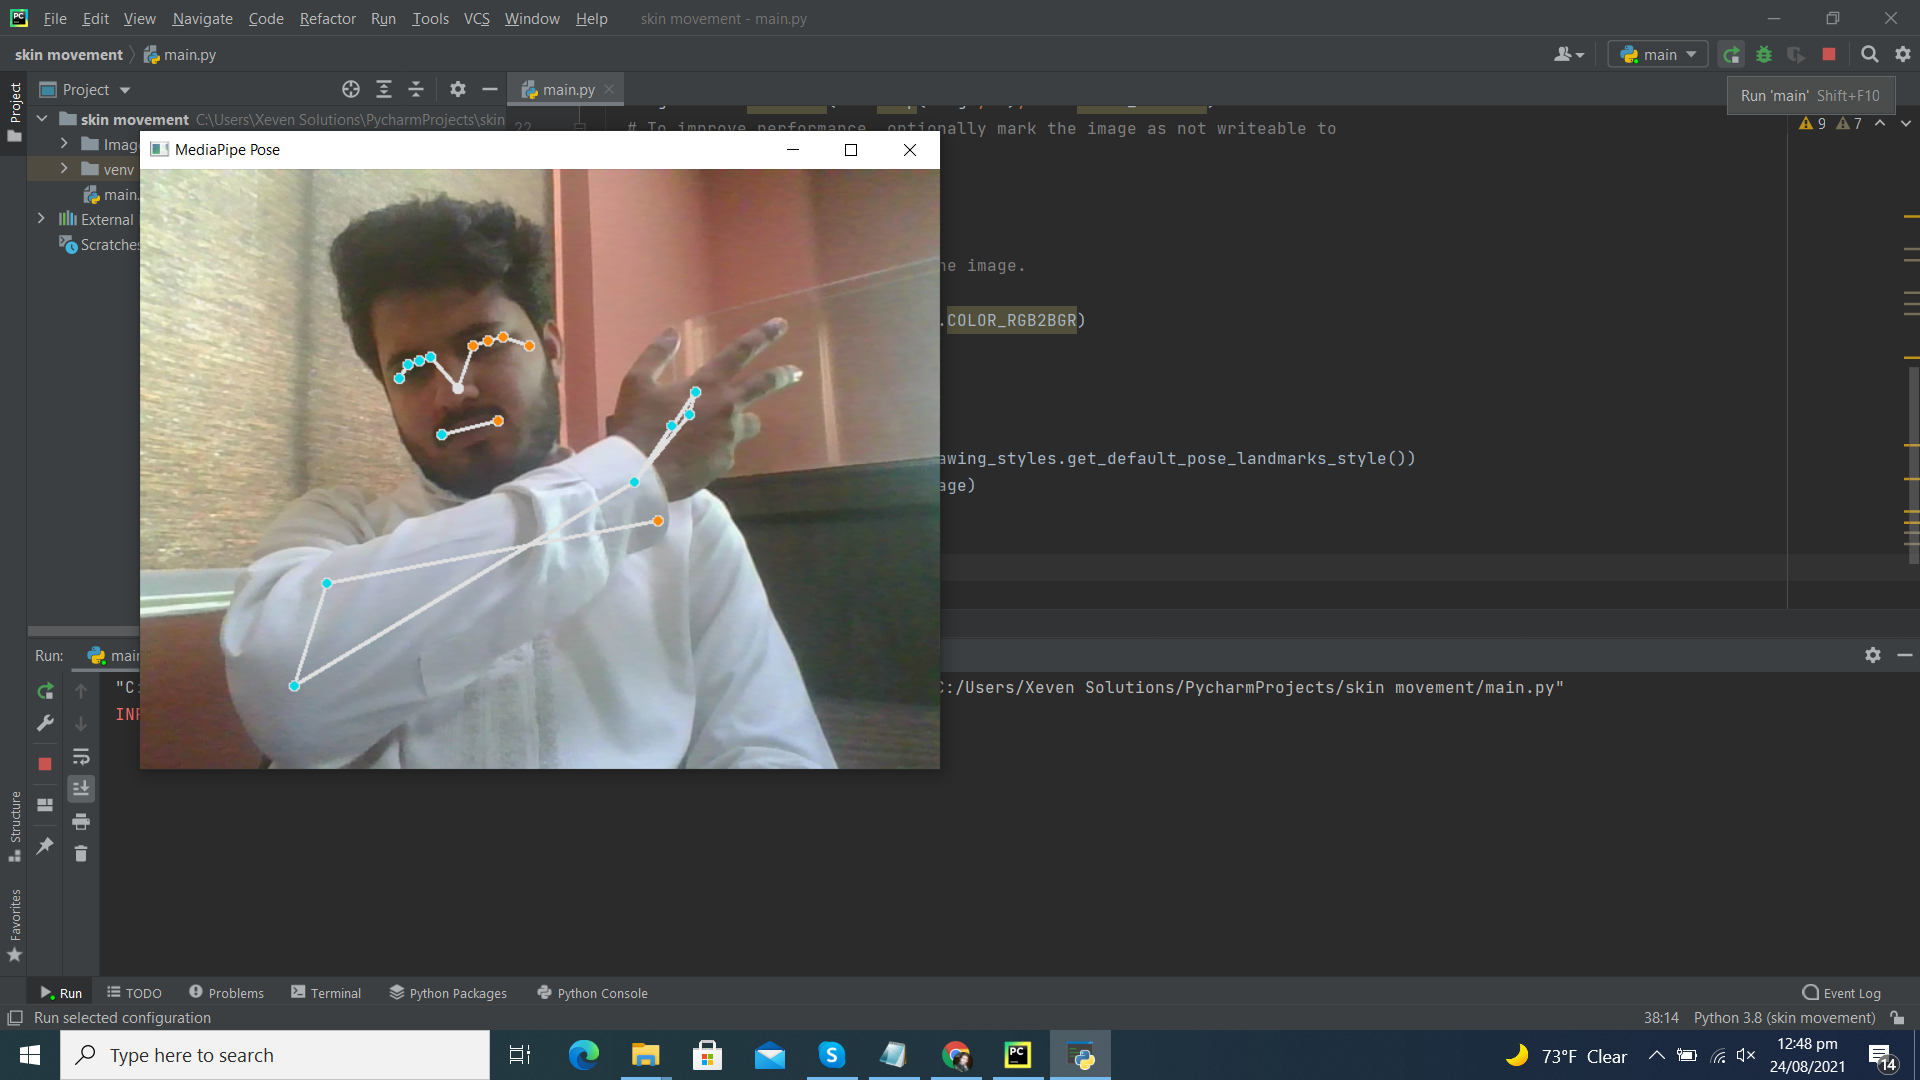 File Edit View Navigate Code Refactor Run Tools VCS Window Help skin movement - main.py
skin movement main.py
main
Project
main.py
Run 'main' Shift+F10
skin movement C:\Users\Xeven Solutions\PycharmProjects\skin
22
# To improve performance, optionally mark the image as not writeable to
9 7
MediaPipe Pose
venv
main.
External
Scratches
he image.
.COLOR_RGB2BGR)
awing_styles.get_default_pose_landmarks_style())
age)
Run: main
"C: C:/Users/Xeven Solutions/PycharmProjects/skin movement/main.py"
Project
Structure
Favorites
Run TODO Problems Terminal Python Packages Python Console Event Log
Run selected configuration 38:14 Python 3.8 (skin movement)
Type here to search
73°F Clear
12:48 pm
24/08/2021
14